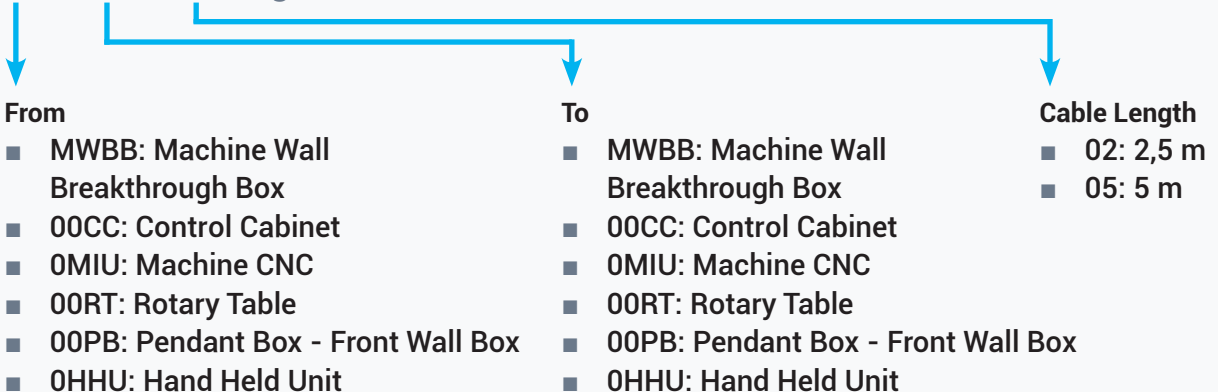 From
■ MWBB: Machine Wall
Breakthrough Box
■ 00CC: Control Cabinet
■ 0MIU: Machine CNC
■ 00RT: Rotary Table
■ 00PB: Pendant Box - Front Wall Box
■ 0HHU: Hand Held Unit
To
■ MWBB: Machine Wall
Breakthrough Box
■ 00CC: Control Cabinet
■ 0MIU: Machine CNC
■ 00RT: Rotary Table
■ 00PB: Pendant Box - Front Wall Box
■ 0HHU: Hand Held Unit
Cable Length
■ 02: 2,5 m
■ 05: 5 m